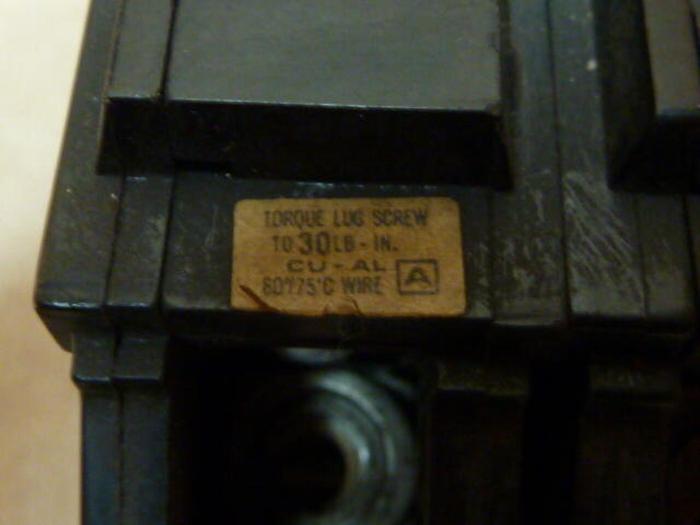 TORQUE LUG SCREW
TO 30 LB-IN.
CU-AL
60°/75°C WIRE A